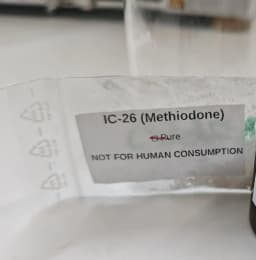 IC-26 (Methiodone)
Pure
NOT FOR HUMAN CONSUMPTION